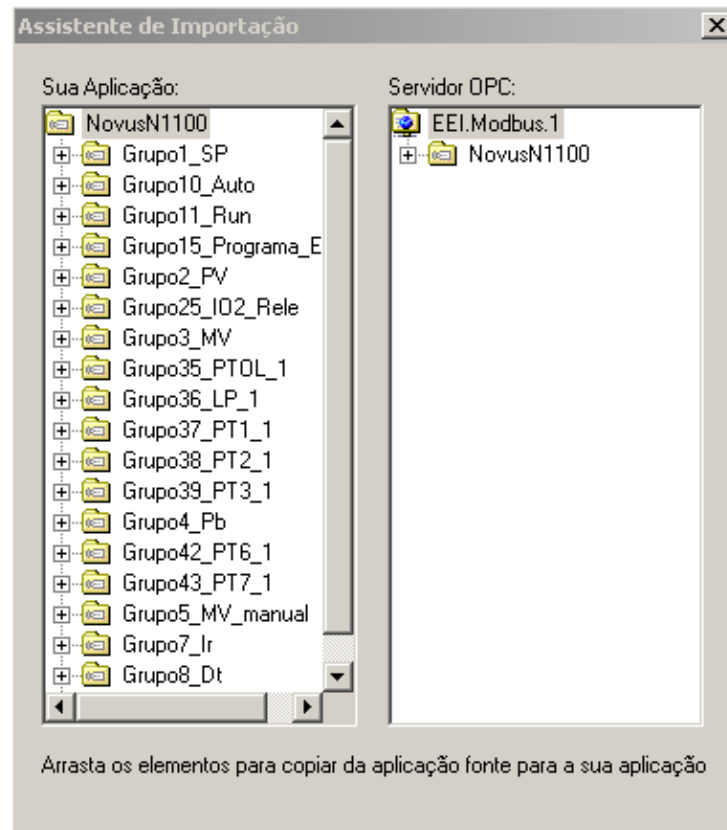 Assistente de Importação
Sua Aplicação:
NovusN1100
Grupo1_SP
Grupo10_Auto
Grupo11_Run
Grupo15_Programa_E
Grupo2_PV
Grupo25_IO2_Rele
Grupo3_MV
Grupo35_PTOL_1
Grupo36_LP_1
Grupo37_PT1_1
Grupo38_PT2_1
Grupo39_PT3_1
Grupo4_Pb
Grupo42_PT6_1
Grupo43_PT7_1
Grupo5_MV_manual
Grupo7_Ir
Grupo8_Dt
Servidor OPC:
EEI.Modbus.1
NovusN1100
Arrasta os elementos para copiar da aplicação fonte para a sua aplicação